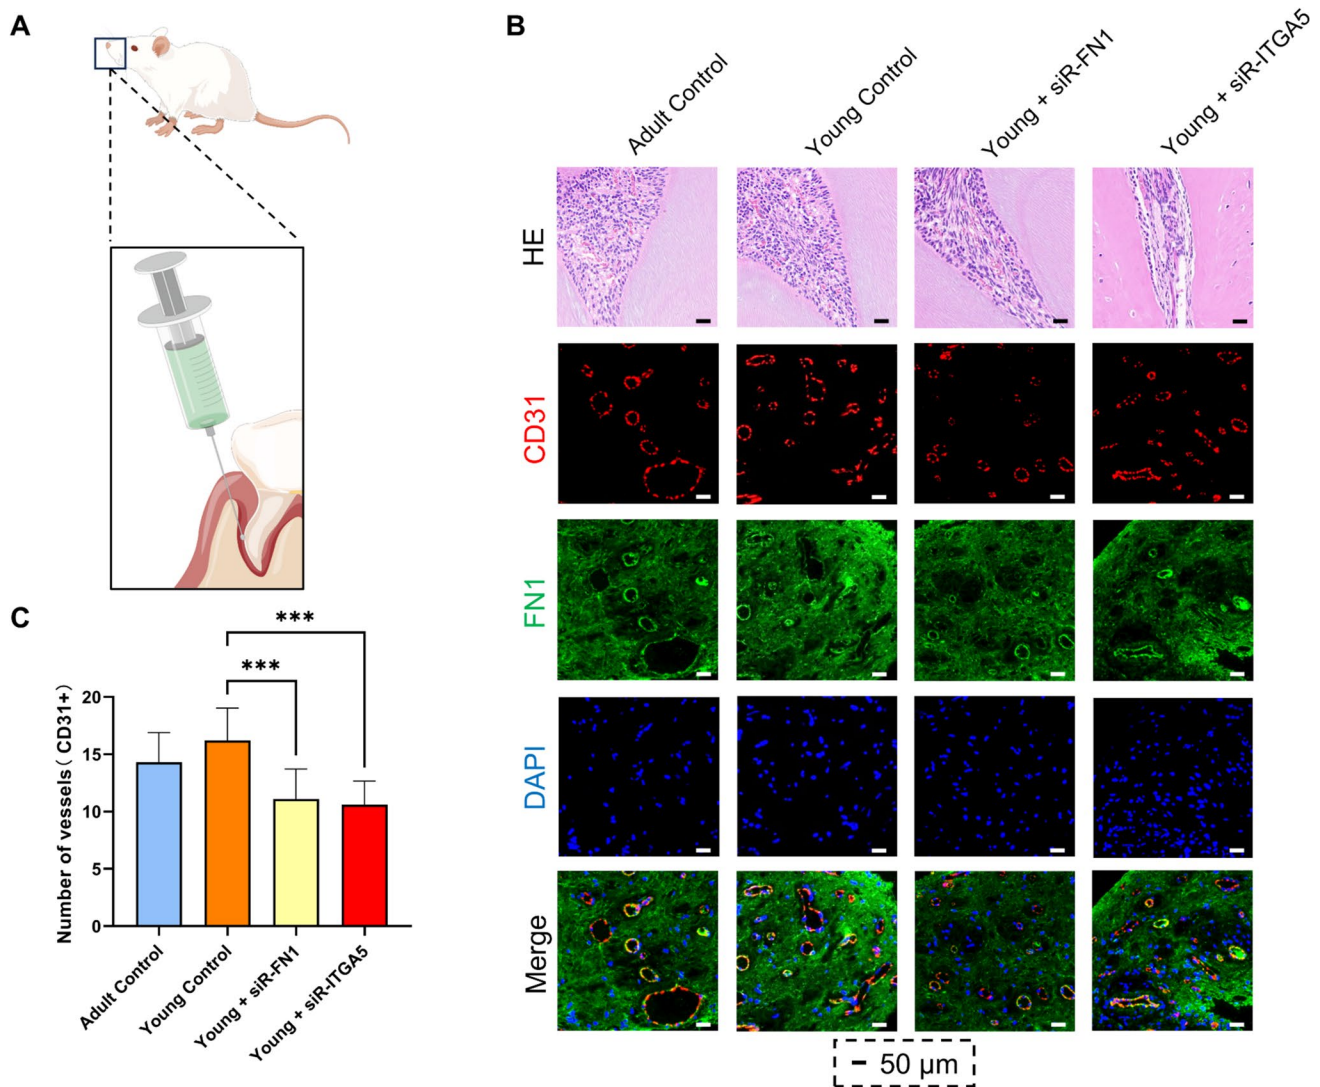 A
B
Adult Control
Young Control
Young + siR-FN1
Young + siR-ITGA5
HE
CD31
FN1
DAPI
Merge
50 μm
C
***
***
Number of vessels（CD31+）
20
15
10
5
0
Adult Control
Young Control
Young + siR-FN1
Young + siR-ITGA5